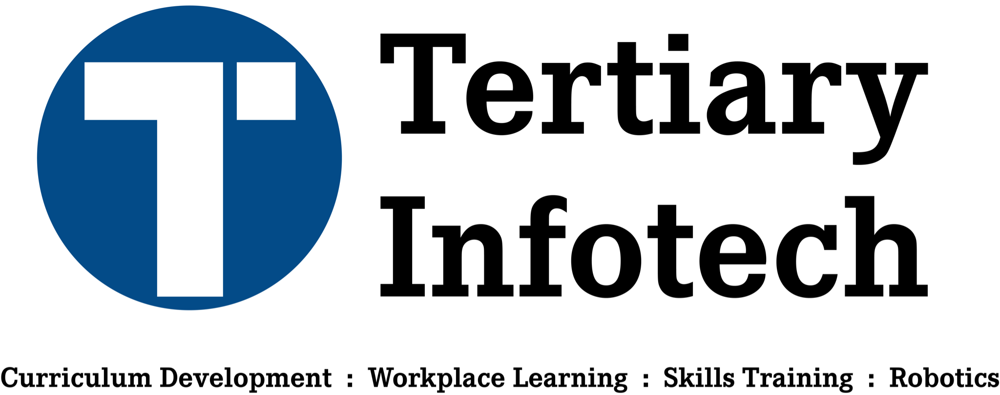 Tertiary
Infotech
Curriculum Development : Workplace Learning : Skills Training : Robotics